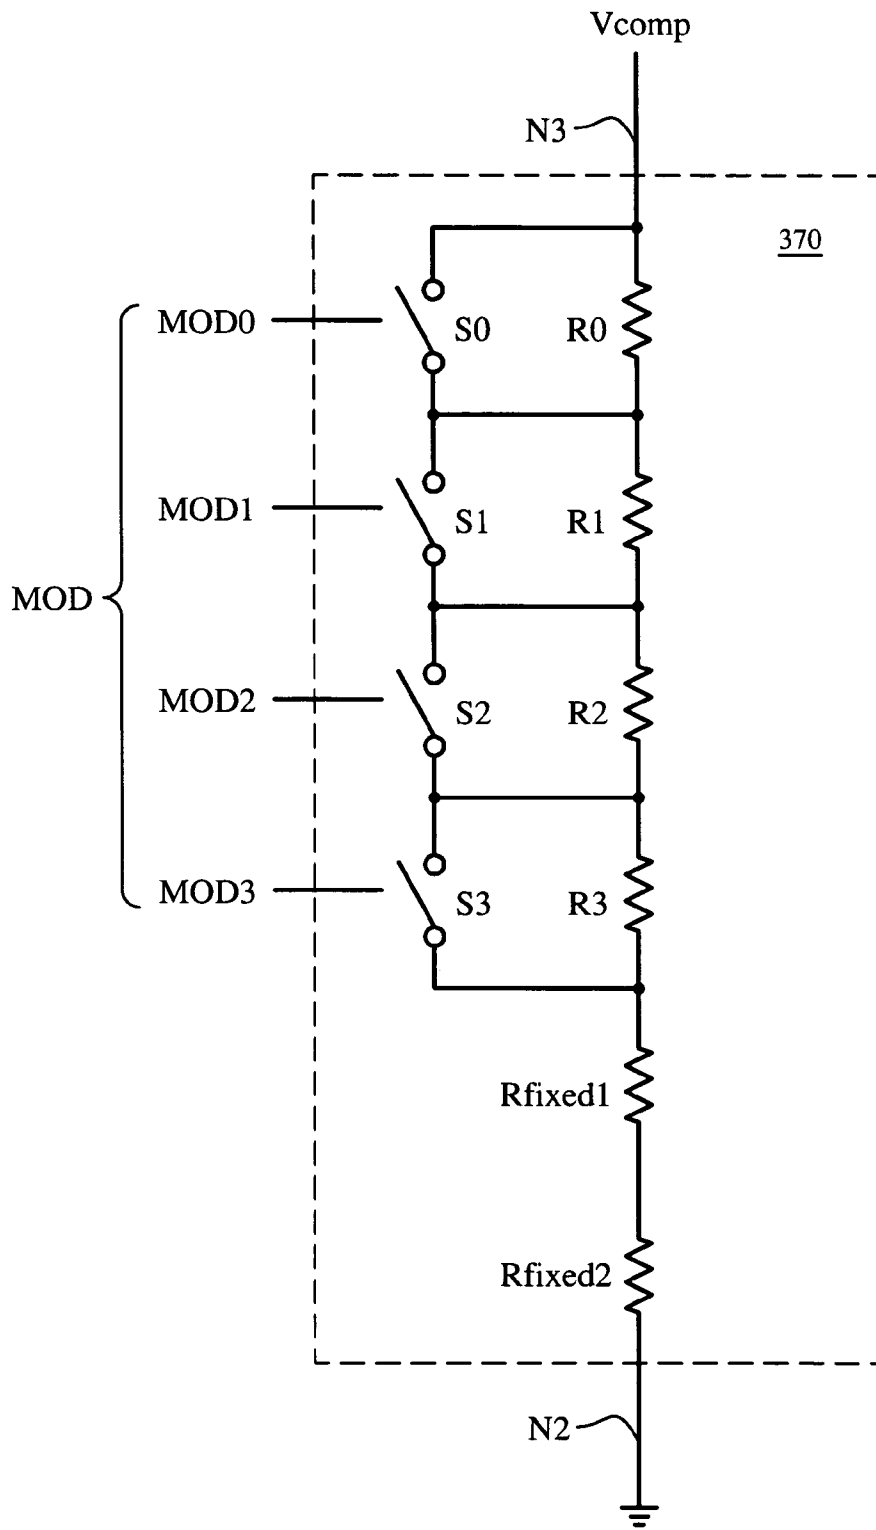 Vcomp
N3
370
MOD0
S0
R0
MOD1
S1
R1
MOD
MOD2
S2
R2
MOD3
S3
R3
Rfixed1
Rfixed2
N2